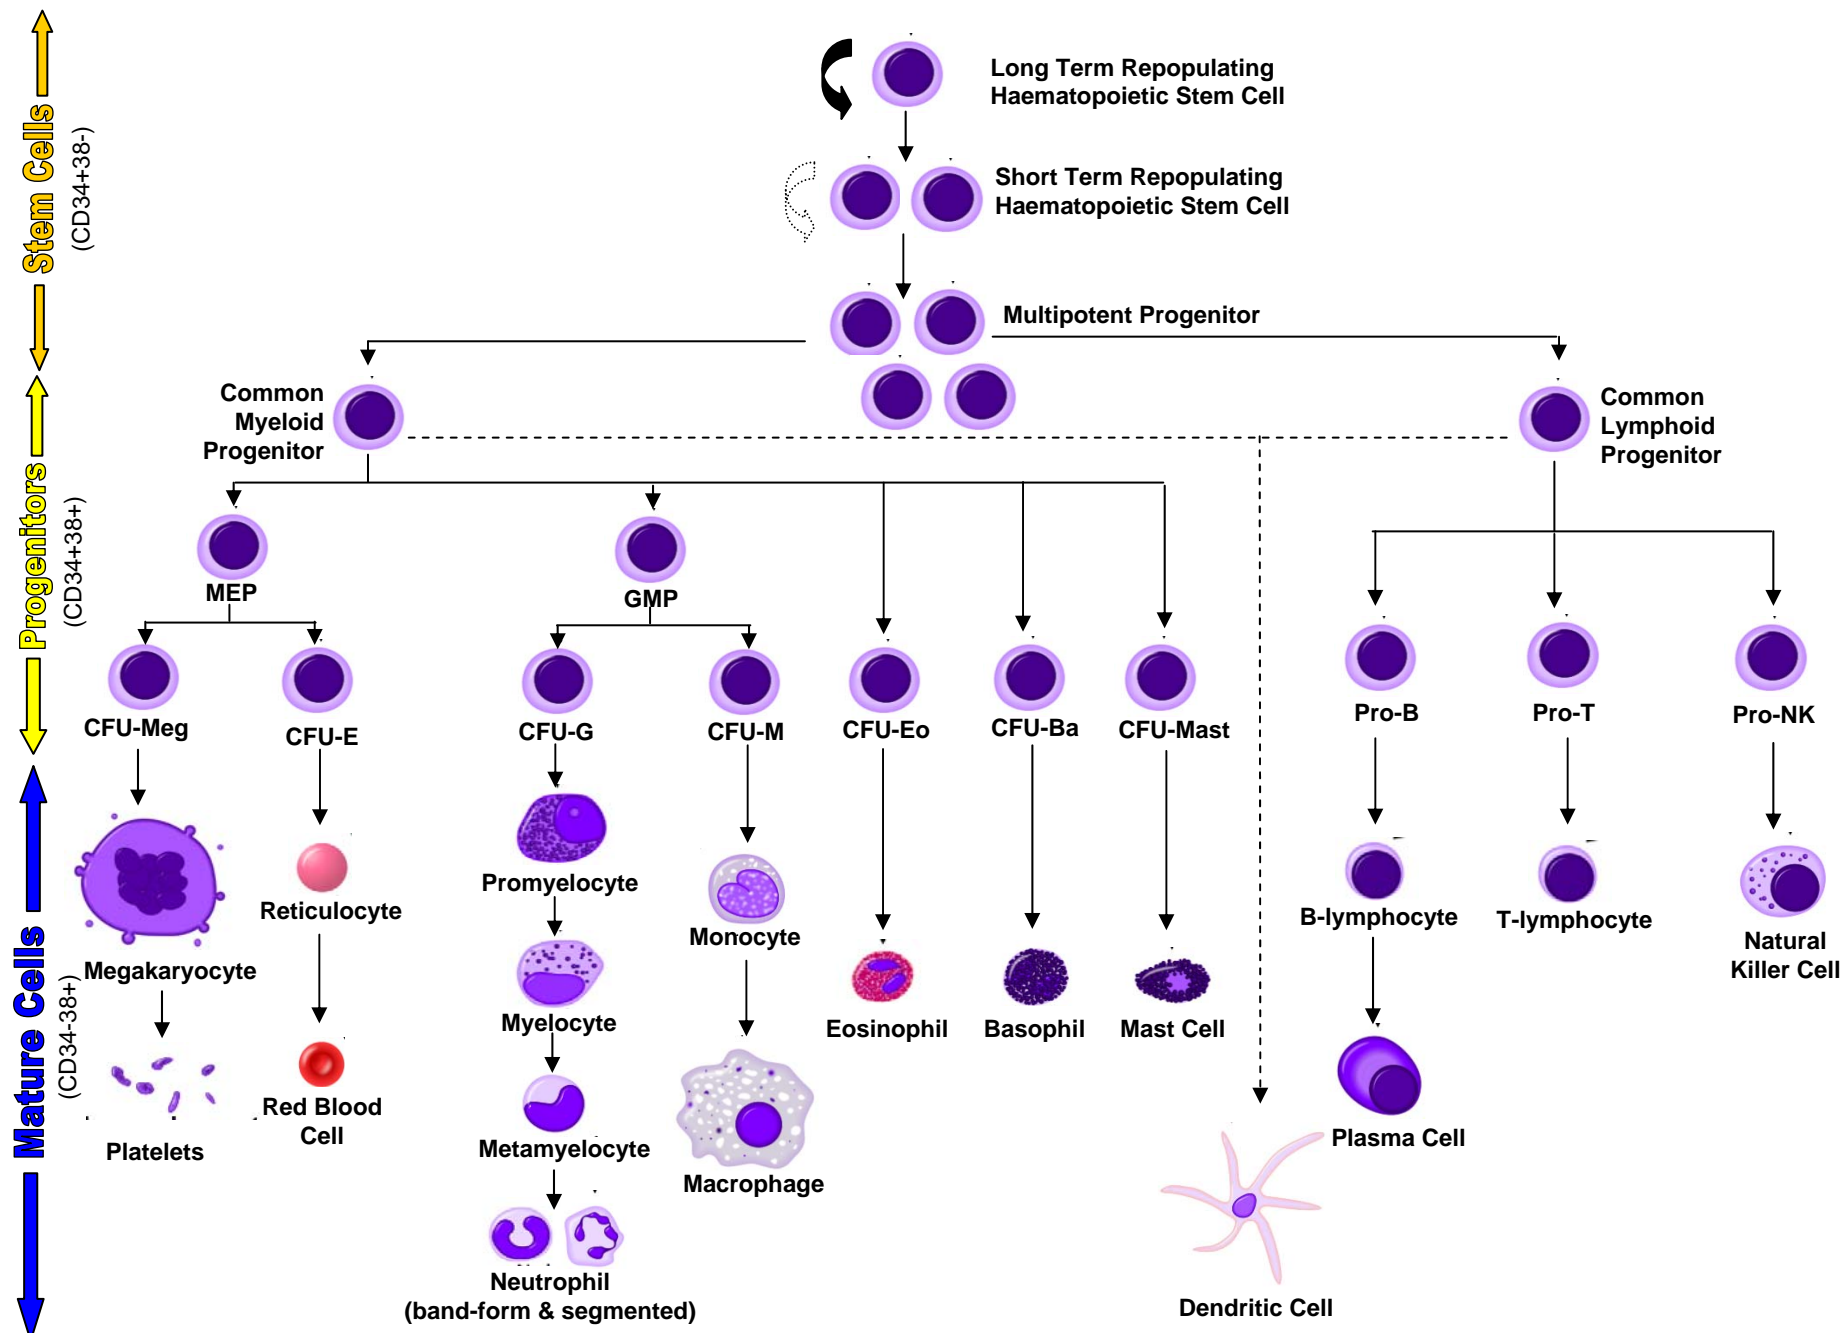 Stem Cells
(CD34+38-)
Progenitors
(CD34+38+)
Mature Cells
(CD34-38+)
Long Term Repopulating
Haematopoietic Stem Cell
Short Term Repopulating
Haematopoietic Stem Cell
Multipotent Progenitor
Common
Myeloid
Progenitor
Common
Lymphoid
Progenitor
MEP
GMP
CFU-Meg
CFU-E
CFU-G
CFU-M
CFU-Eo
CFU-Ba
CFU-Mast
Pro-B
Pro-T
Pro-NK
Promyelocyte
Reticulocyte
Monocyte
B-lymphocyte
T-lymphocyte
Natural
Killer Cell
Megakaryocyte
Myelocyte
Eosinophil
Basophil
Mast Cell
Red Blood
Cell
Platelets
Metamyelocyte
Macrophage
Plasma Cell
Neutrophil
(band-form & segmented)
Dendritic Cell